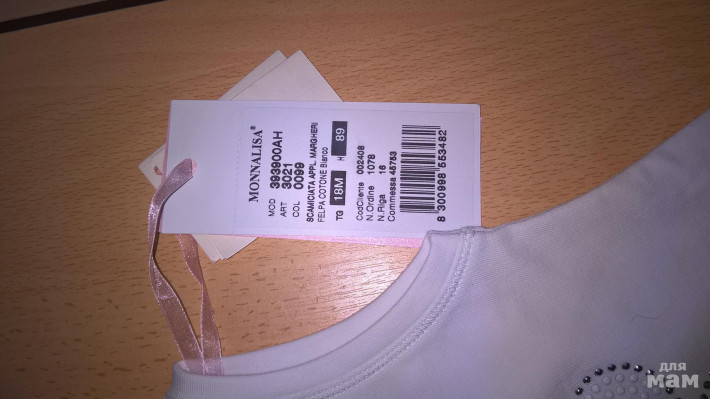 MONNALISA®
MOD 393900AH
ART 3021
COL 0099
SCAMICIATA APPL. MARGHERI
FELPA COTONE Bianco
TG 18M H 89
CodCliente 002408
N.Ordine 1078
N.Riga 16
Commessa 45753
8 300998 553482
для
мам